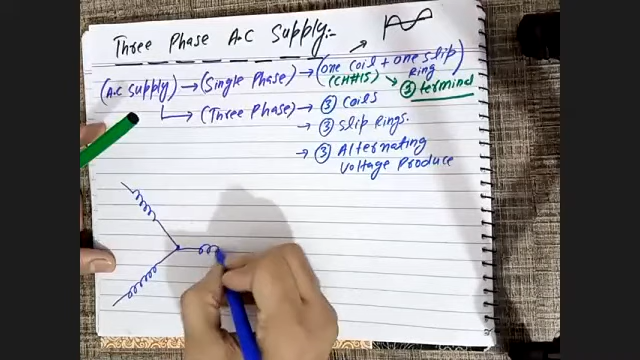 Three Phase A.C Supply:-
(A.C Supply) → (Single Phase) → (one coil + one slip Ring)
(CH#15) → ③ terminal
→ (Three Phase) → ③ coils
→ ③ slip Rings.
→ ③ Alternating
Voltage Produce